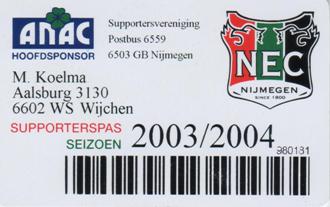 ANAC
HOOFDSPONSOR
Supportersvereniging
Postbus 6559
6503 GB Nijmegen
NEC
NIJMEGEN
SINCE 1900
M. Koelma
Aalsburg 3130
6602 WS Wijchen
SUPPORTERSPAS
SEIZOEN 2003/2004
980131